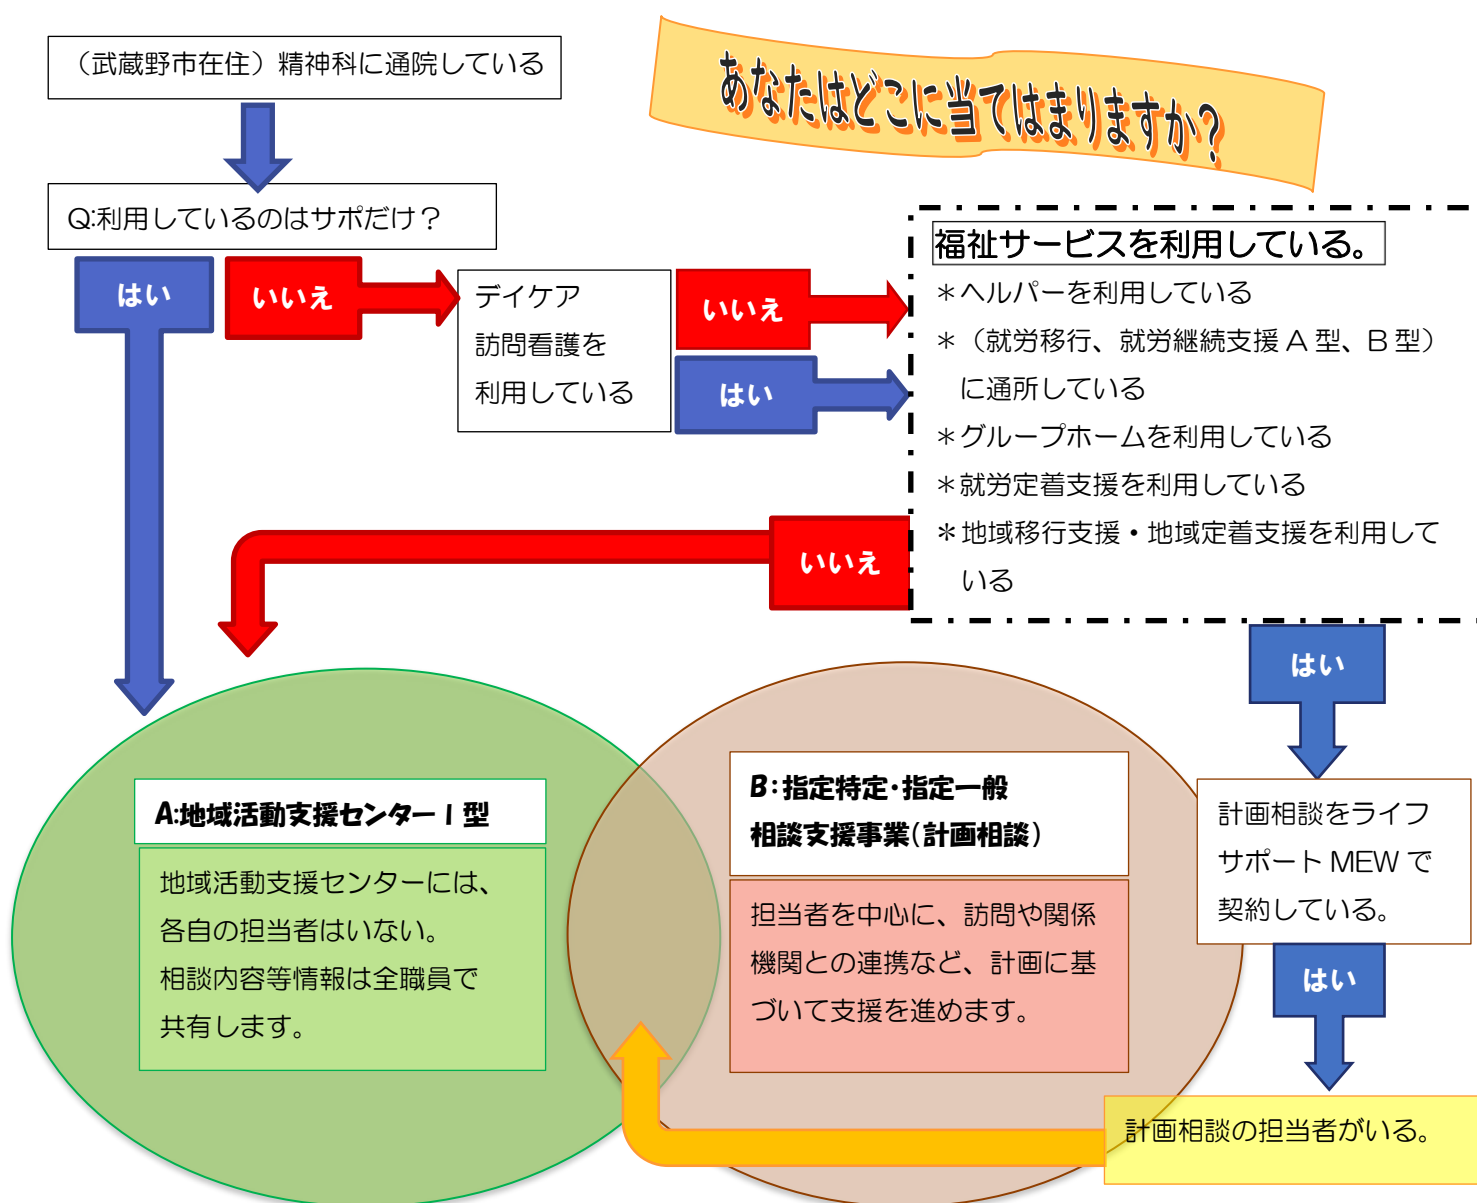 （武蔵野市在住）精神科に通院している
あなたはどこに当てはまりますか？
Q:利用しているのはサポだけ？
はい
いいえ
デイケア
訪問看護を
利用している
いいえ
はい
福祉サービスを利用している。
＊ヘルパーを利用している
＊（就労移行、就労継続支援A型、B型）
に通所している
＊グループホームを利用している
＊就労定着支援を利用している
＊地域移行支援・地域定着支援を利用して
いる
いいえ
はい
A:地域活動支援センターⅠ型
地域活動支援センターには、
各自の担当者はいない。
相談内容等情報は全職員で
共有します。
B：指定特定・指定一般
相談支援事業（計画相談）
担当者を中心に、訪問や関係
機関との連携など、計画に基
づいて支援を進めます。
計画相談をライフ
サポートMEWで
契約している。
はい
計画相談の担当者がいる。